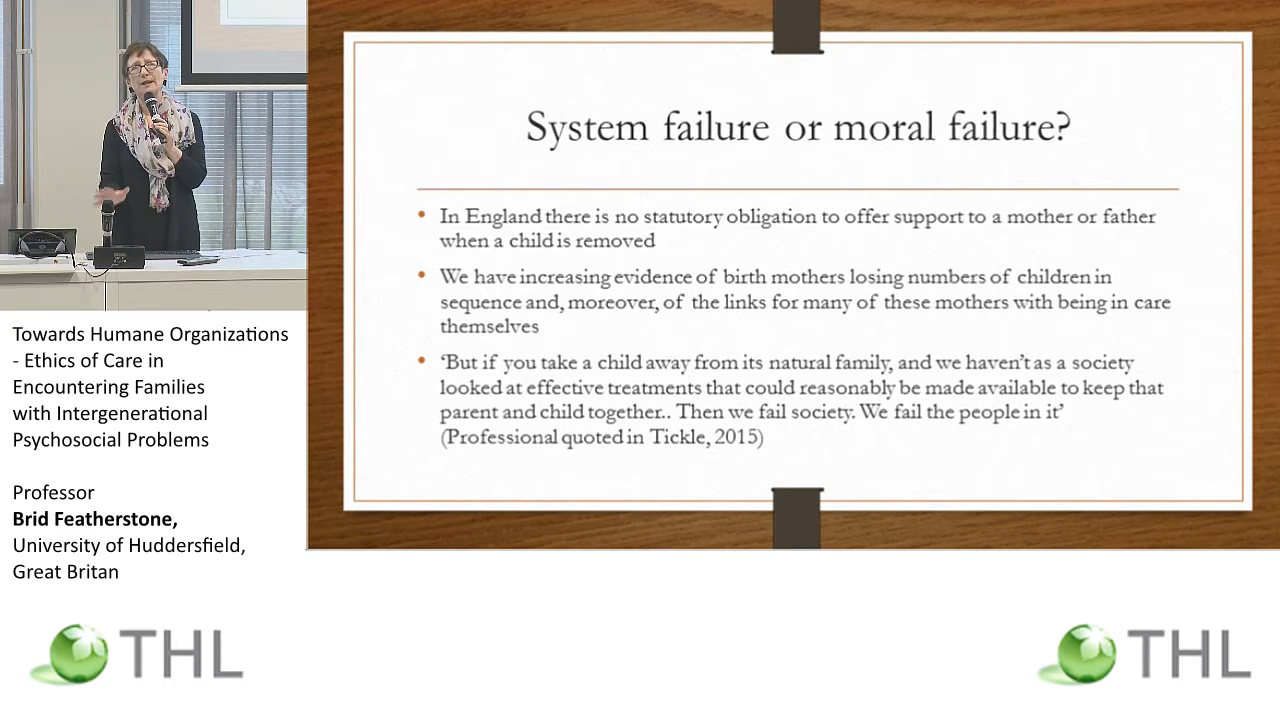 System failure or moral failure?
• In England there is no statutory obligation to offer support to a mother or father
when a child is removed
• We have increasing evidence of birth mothers losing numbers of children in
sequence and, moreover, of the links for many of these mothers with being in care
themselves
• ‘But if you take a child away from its natural family, and we haven’t as a society
looked at effective treatments that could reasonably be made available to keep that
parent and child together.. Then we fail society. We fail the people in it’
(Professional quoted in Tickle, 2015)
Towards Humane Organizations
- Ethics of Care in
Encountering Families
with Intergenerational
Psychosocial Problems
Professor
Brid Featherstone,
University of Huddersfield,
Great Britan
THL
THL